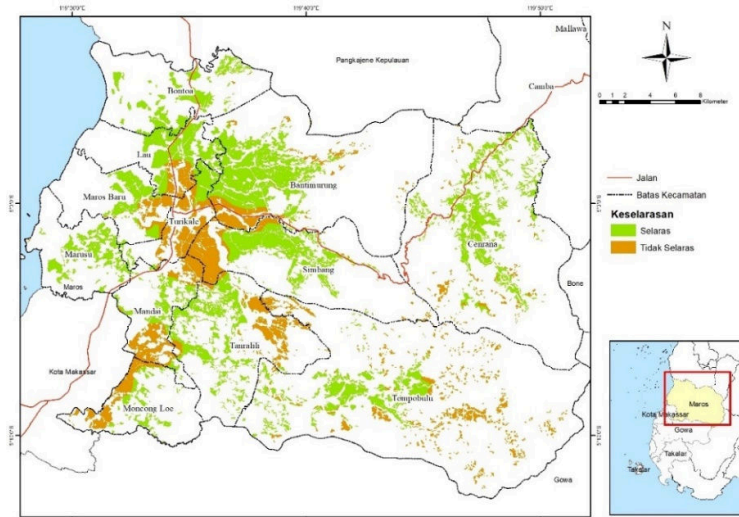 119°30'0"E
119°40'0"E
119°50'0"E
Mallawa
Pangkajene Kepulauan
Camba
Bontoa
Lau
Bantimurung
Maros Baru
Turikale
Cenrana
Marusu
Simbang
Maros
Bone
Mandai
Tanralili
Kota Makassar
Tompobulu
Moncong Loe
Gowa
N
0 2 4 6 8
Kilometer
Jalan
Batas Kecamatan
Keselarasan
Selaras
Tidak Selaras
Maros
Kota Makassar
Gowa
Takalar
Takalar